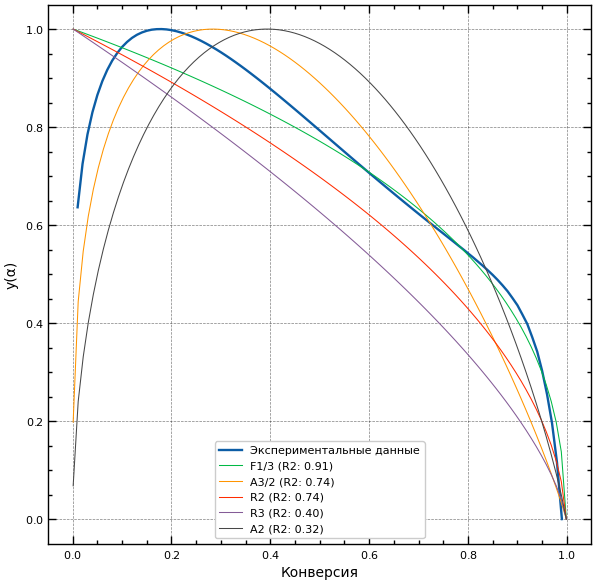 y(α)
1.0
0.8
0.6
0.4
0.2
0.0
Экспериментальные данные
F1/3 (R2: 0.91)
A3/2 (R2: 0.74)
R2 (R2: 0.74)
R3 (R2: 0.40)
A2 (R2: 0.32)
0.0 0.2 0.4 0.6 0.8 1.0
Конверсия